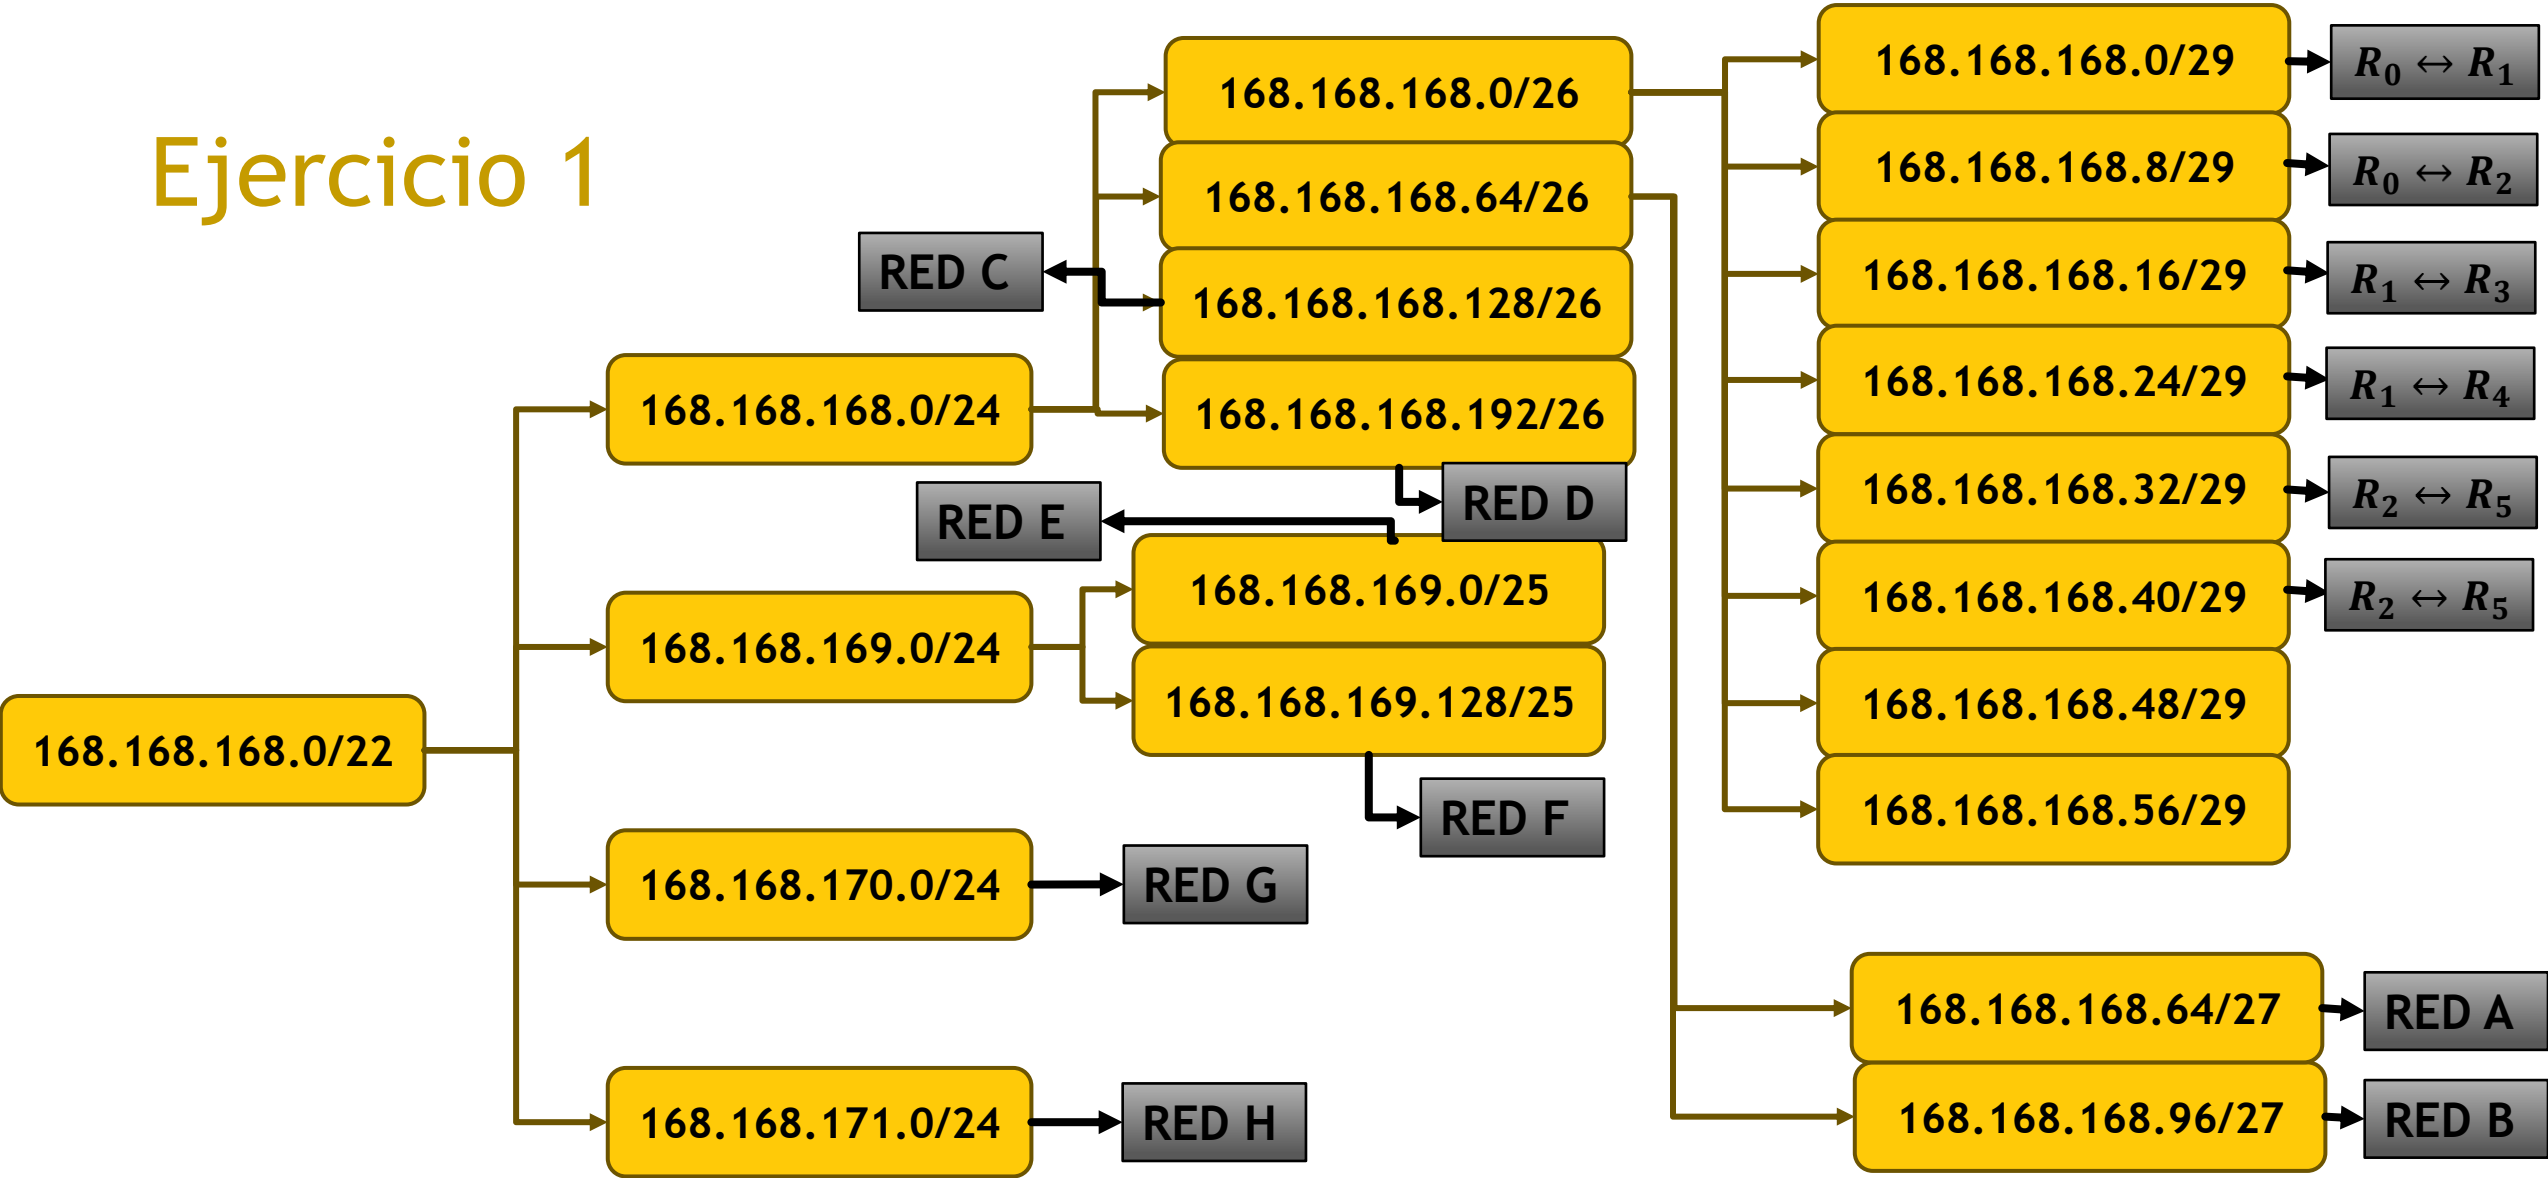 Ejercicio 1
168.168.168.0/22
168.168.168.0/24
168.168.169.0/24
168.168.170.0/24
168.168.171.0/24
RED C
RED E
168.168.168.0/26
168.168.168.64/26
168.168.168.128/26
168.168.168.192/26
RED D
168.168.169.0/25
168.168.169.128/25
RED F
RED G
RED H
168.168.168.0/29
R₀ ↔ R₁
168.168.168.8/29
R₀ ↔ R₂
168.168.168.16/29
R₁ ↔ R₃
168.168.168.24/29
R₁ ↔ R₄
168.168.168.32/29
R₂ ↔ R₅
168.168.168.40/29
R₂ ↔ R₅
168.168.168.48/29
168.168.168.56/29
168.168.168.64/27
RED A
168.168.168.96/27
RED B